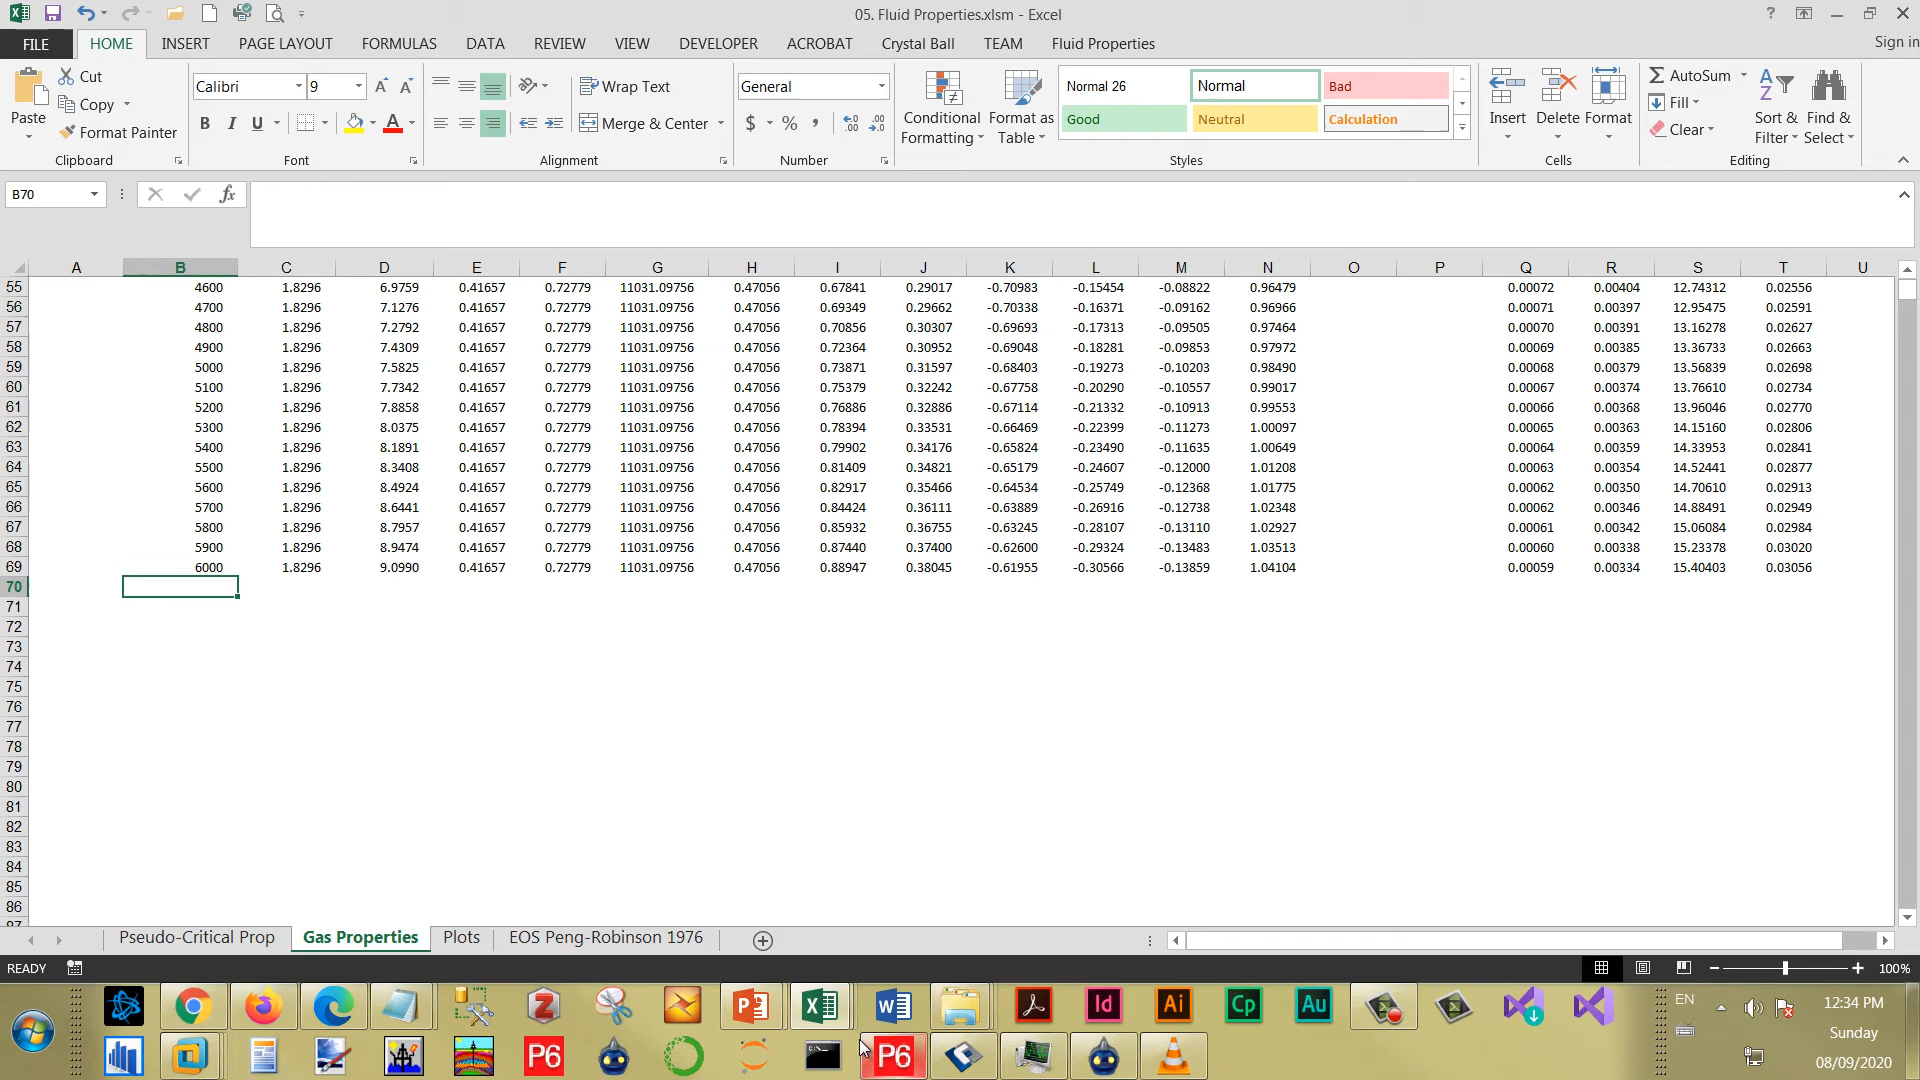 05. Fluid Properties.xlsm - Excel
FILE HOME INSERT PAGE LAYOUT FORMULAS DATA REVIEW VIEW DEVELOPER ACROBAT Crystal Ball TEAM Fluid Properties Sign in
Paste Cut Copy Format Painter Clipboard
Calibri 9 B I U Font
Wrap Text Merge & Center Alignment
General $ % , Number
Conditional Formatting Format as Table
Normal 26 Normal Bad
Good Neutral Calculation
Styles
Insert Delete Format Cells
AutoSum Fill Clear Sort & Filter Find & Select Editing
B70 fx
A B C D E F G H I J K L M N O P Q R S T U
55 4600 1.8296 6.9759 0.41657 0.72779 11031.09756 0.47056 0.67841 0.29017 -0.70983 -0.15454 -0.08822 0.96479 0.00072 0.00404 12.74312 0.02556
56 4700 1.8296 7.1276 0.41657 0.72779 11031.09756 0.47056 0.69349 0.29662 -0.70338 -0.16371 -0.09162 0.96966 0.00071 0.00397 12.95475 0.02591
57 4800 1.8296 7.2792 0.41657 0.72779 11031.09756 0.47056 0.70856 0.30307 -0.69693 -0.17313 -0.09505 0.97464 0.00070 0.00391 13.16278 0.02627
58 4900 1.8296 7.4309 0.41657 0.72779 11031.09756 0.47056 0.72364 0.30952 -0.69048 -0.18281 -0.09853 0.97972 0.00069 0.00385 13.36733 0.02663
59 5000 1.8296 7.5825 0.41657 0.72779 11031.09756 0.47056 0.73871 0.31597 -0.68403 -0.19273 -0.10203 0.98490 0.00068 0.00379 13.56839 0.02698
60 5100 1.8296 7.7342 0.41657 0.72779 11031.09756 0.47056 0.75379 0.32242 -0.67758 -0.20290 -0.10557 0.99017 0.00067 0.00374 13.76610 0.02734
61 5200 1.8296 7.8858 0.41657 0.72779 11031.09756 0.47056 0.76886 0.32886 -0.67114 -0.21332 -0.10913 0.99553 0.00066 0.00368 13.96046 0.02770
62 5300 1.8296 8.0375 0.41657 0.72779 11031.09756 0.47056 0.78394 0.33531 -0.66469 -0.22399 -0.11273 1.00097 0.00065 0.00363 14.15160 0.02806
63 5400 1.8296 8.1891 0.41657 0.72779 11031.09756 0.47056 0.79902 0.34176 -0.65824 -0.23490 -0.11635 1.00649 0.00064 0.00359 14.33953 0.02841
64 5500 1.8296 8.3408 0.41657 0.72779 11031.09756 0.47056 0.81409 0.34821 -0.65179 -0.24607 -0.12000 1.01208 0.00063 0.00354 14.52441 0.02877
65 5600 1.8296 8.4924 0.41657 0.72779 11031.09756 0.47056 0.82917 0.35466 -0.64534 -0.25749 -0.12368 1.01775 0.00062 0.00350 14.70610 0.02913
66 5700 1.8296 8.6441 0.41657 0.72779 11031.09756 0.47056 0.84424 0.36111 -0.63889 -0.26916 -0.12738 1.02348 0.00062 0.00346 14.88491 0.02949
67 5800 1.8296 8.7957 0.41657 0.72779 11031.09756 0.47056 0.85932 0.36755 -0.63245 -0.28107 -0.13110 1.02927 0.00061 0.00342 15.06084 0.02984
68 5900 1.8296 8.9474 0.41657 0.72779 11031.09756 0.47056 0.87440 0.37400 -0.62600 -0.29324 -0.13483 1.03513 0.00060 0.00338 15.23378 0.03020
69 6000 1.8296 9.0990 0.41657 0.72779 11031.09756 0.47056 0.88947 0.38045 -0.61955 -0.30566 -0.13859 1.04104 0.00059 0.00334 15.40403 0.03056
70
71
72
73
74
75
76
77
78
79
80
81
82
83
84
85
86
87
Pseudo-Critical Prop Gas Properties Plots EOS Peng-Robinson 1976
READY 100%
Z P W Id Ai Cp Au EN 12:34 PM
Sunday
P6 P6 08/09/2020